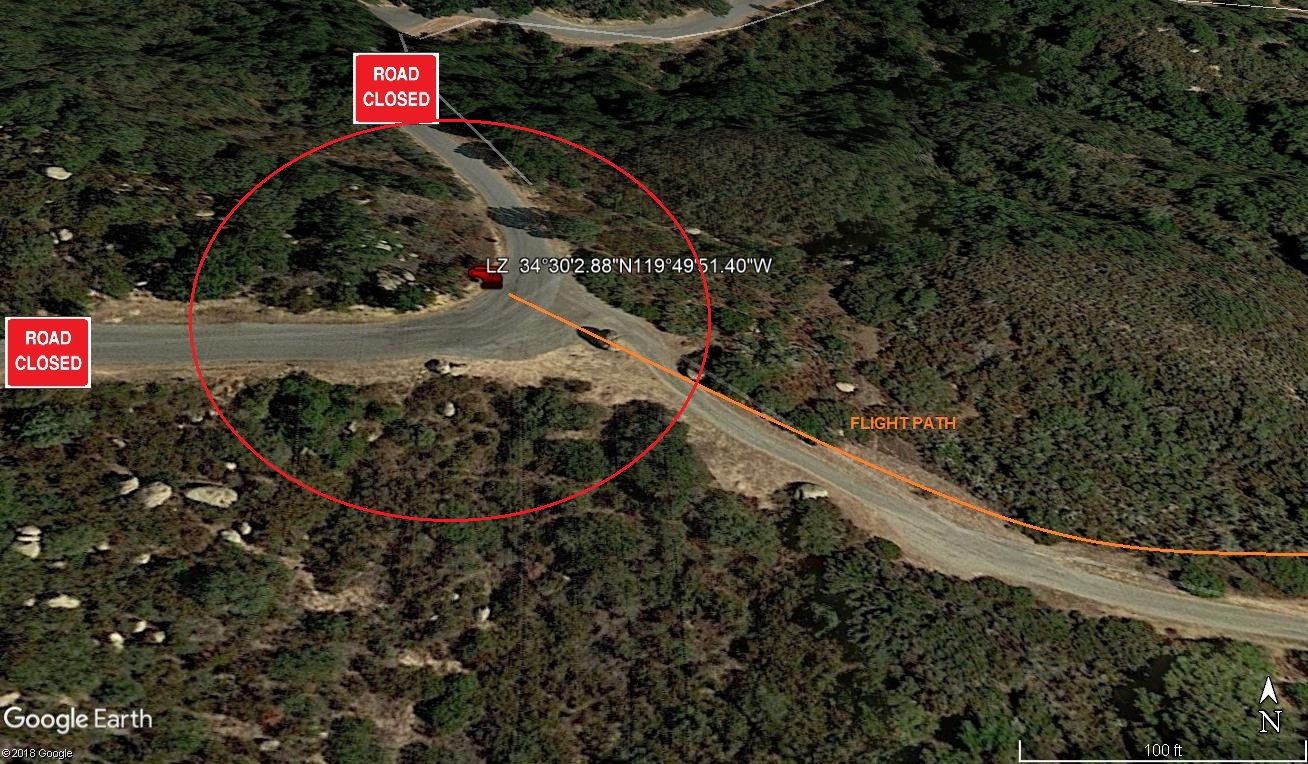 ROAD
CLOSED
LZ  34°30'2.88"N119°49'51.40"W
ROAD
CLOSED
FLIGHT PATH
N
Google Earth
©2018 Google
100 ft